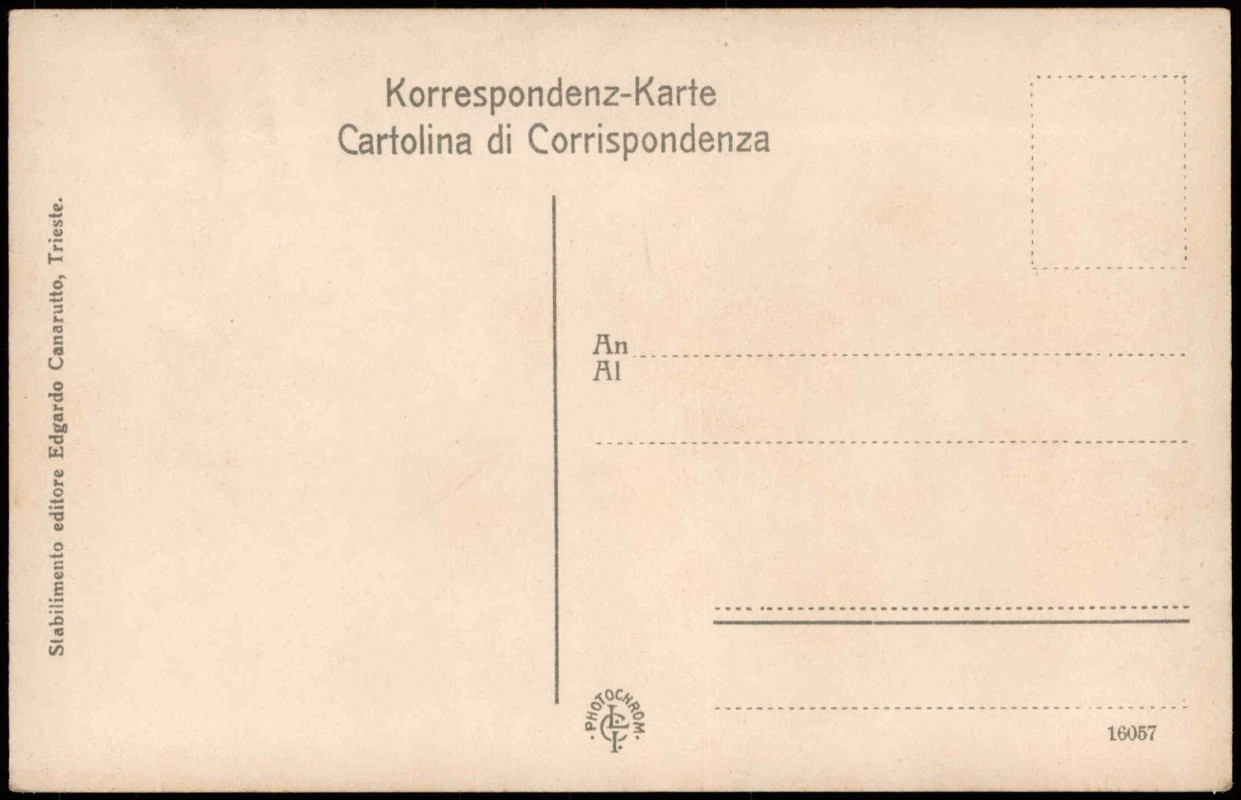 Korrespondenz-Karte
Cartolina di Corrispondenza
Stabilimento editore Edgardo Canarutto, Trieste.
An
Al
PHOTOCHROM
16057